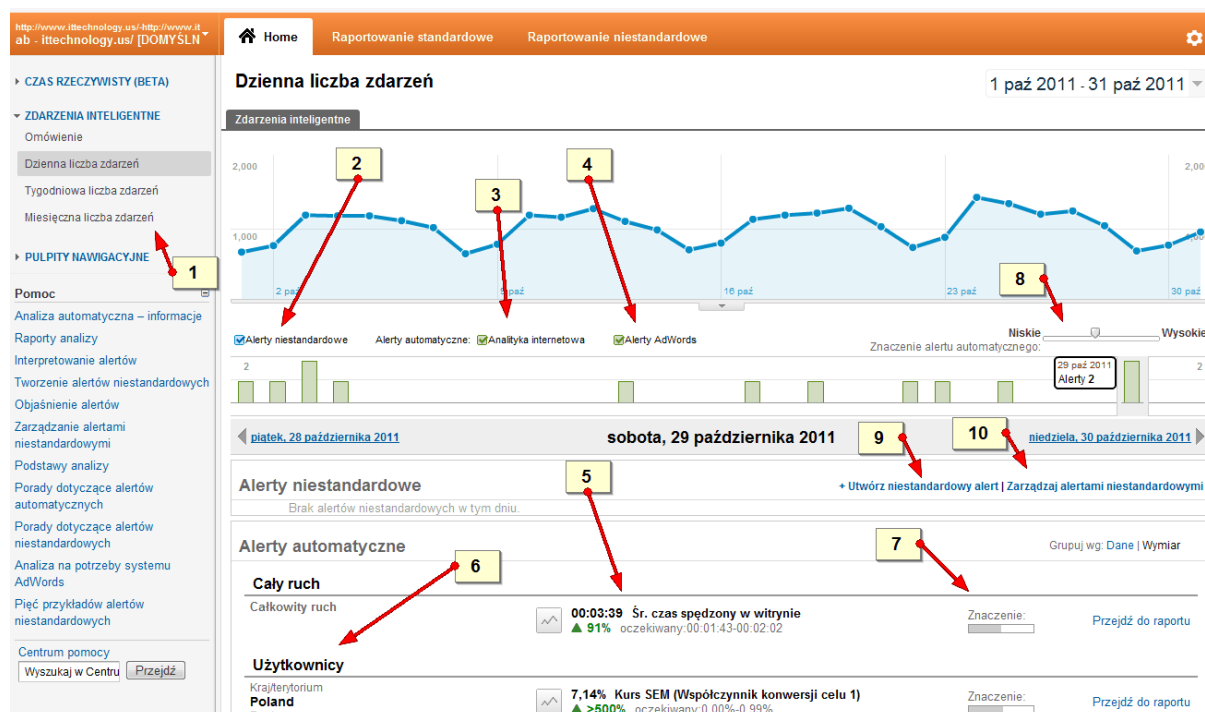 http://www.ittechnology.us/-http://www.it
ab - ittechnology.us/ [DOMYŚLN
Home
Raportowanie standardowe
Raportowanie niestandardowe
CZAS RZECZYWISTY (BETA)
ZDARZENIA INTELIGENTNE
Omówienie
Dzienna liczba zdarzeń
Tygodniowa liczba zdarzeń
Miesięczna liczba zdarzeń
PULPITY NAWIGACYJNE
1
Pomoc
Analiza automatyczna – informacje
Raporty analizy
Interpretowanie alertów
Tworzenie alertów niestandardowych
Objaśnienie alertów
Zarządzanie alertami
niestandardowymi
Podstawy analizy
Porady dotyczące alertów
automatycznych
Porady dotyczące alertów
niestandardowych
Analiza na potrzeby systemu
AdWords
Pięć przykładów alertów
niestandardowych
Centrum pomocy
Wyszukaj w Centru
Przejdź
Dzienna liczba zdarzeń
1 paź 2011 - 31 paź 2011
Zdarzenia inteligentne
2
3
4
2,000
2,00
1,000
2 paź
paź
16 paź
23 paź
30 paź
8
Alerty niestandardowe
Alerty automatyczne:
Analityka internetowa
Alerty AdWords
Niskie
Wysokie
Znaczenie alertu automatycznego:
2
29 paź 2011
Alerty 2
2
piątek, 28 października 2011
sobota, 29 października 2011
9
10
niedziela, 30 października 2011
Alerty niestandardowe
5
+ Utwórz niestandardowy alert | Zarządzaj alertami niestandardowymi
Brak alertów niestandardowych w tym dniu.
Alerty automatyczne
6
7
Grupuj wg: Dane | Wymiar
Cały ruch
Całkowity ruch
00:03:39 Śr. czas spędzony w witrynie
91% oczekiwany:00:01:43-00:02:02
Znaczenie:
Przejdź do raportu
Użytkownicy
Kraj/terytorium
Poland
7,14% Kurs SEM (Współczynnik konwersji celu 1)
>500% oczekiwany:0,00%-0,99%
Znaczenie:
Przejdź do raportu